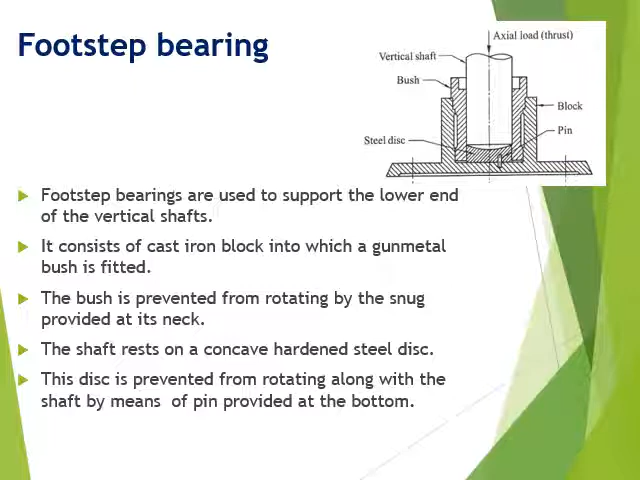 Footstep bearing
Axial load (thrust)
Vertical shaft
Bush
Block
Pin
Steel disc
Footstep bearings are used to support the lower end
of the vertical shafts.
It consists of cast iron block into which a gunmetal
bush is fitted.
The bush is prevented from rotating by the snug
provided at its neck.
The shaft rests on a concave hardened steel disc.
This disc is prevented from rotating along with the
shaft by means of pin provided at the bottom.